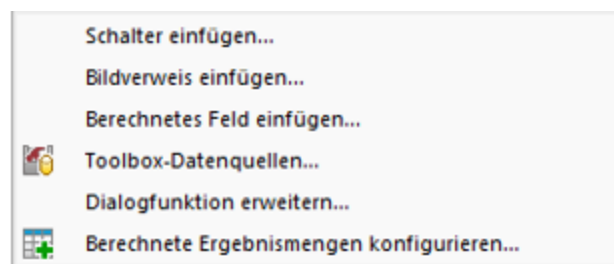 Schalter einfügen...
Bildverweis einfügen...
Berechnetes Feld einfügen...
Toolbox-Datenquellen...
Dialogfunktion erweitern...
Berechnete Ergebnismengen konfigurieren...